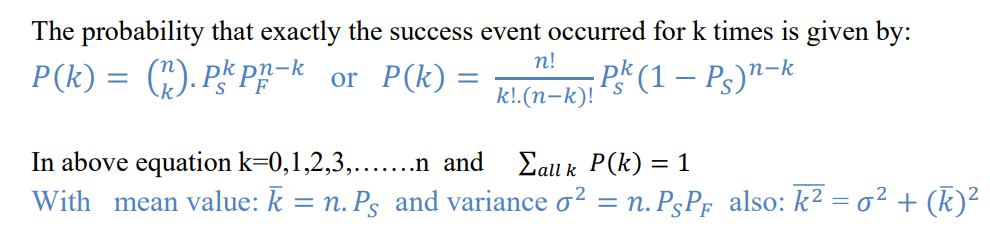 The probability that exactly the success event occurred for k times is given by:
P(k) = (n k). P_S^k P_F^{n−k} or P(k) = n! / k!.(n−k)! P_S^k (1 − P_S)^{n−k}
In above equation k=0,1,2,3,…….n and ∑_{all k} P(k) = 1
With mean value: k̄ = n. P_S and variance σ² = n. P_S P_F also: \overline{k²} = σ² + (k̄)²